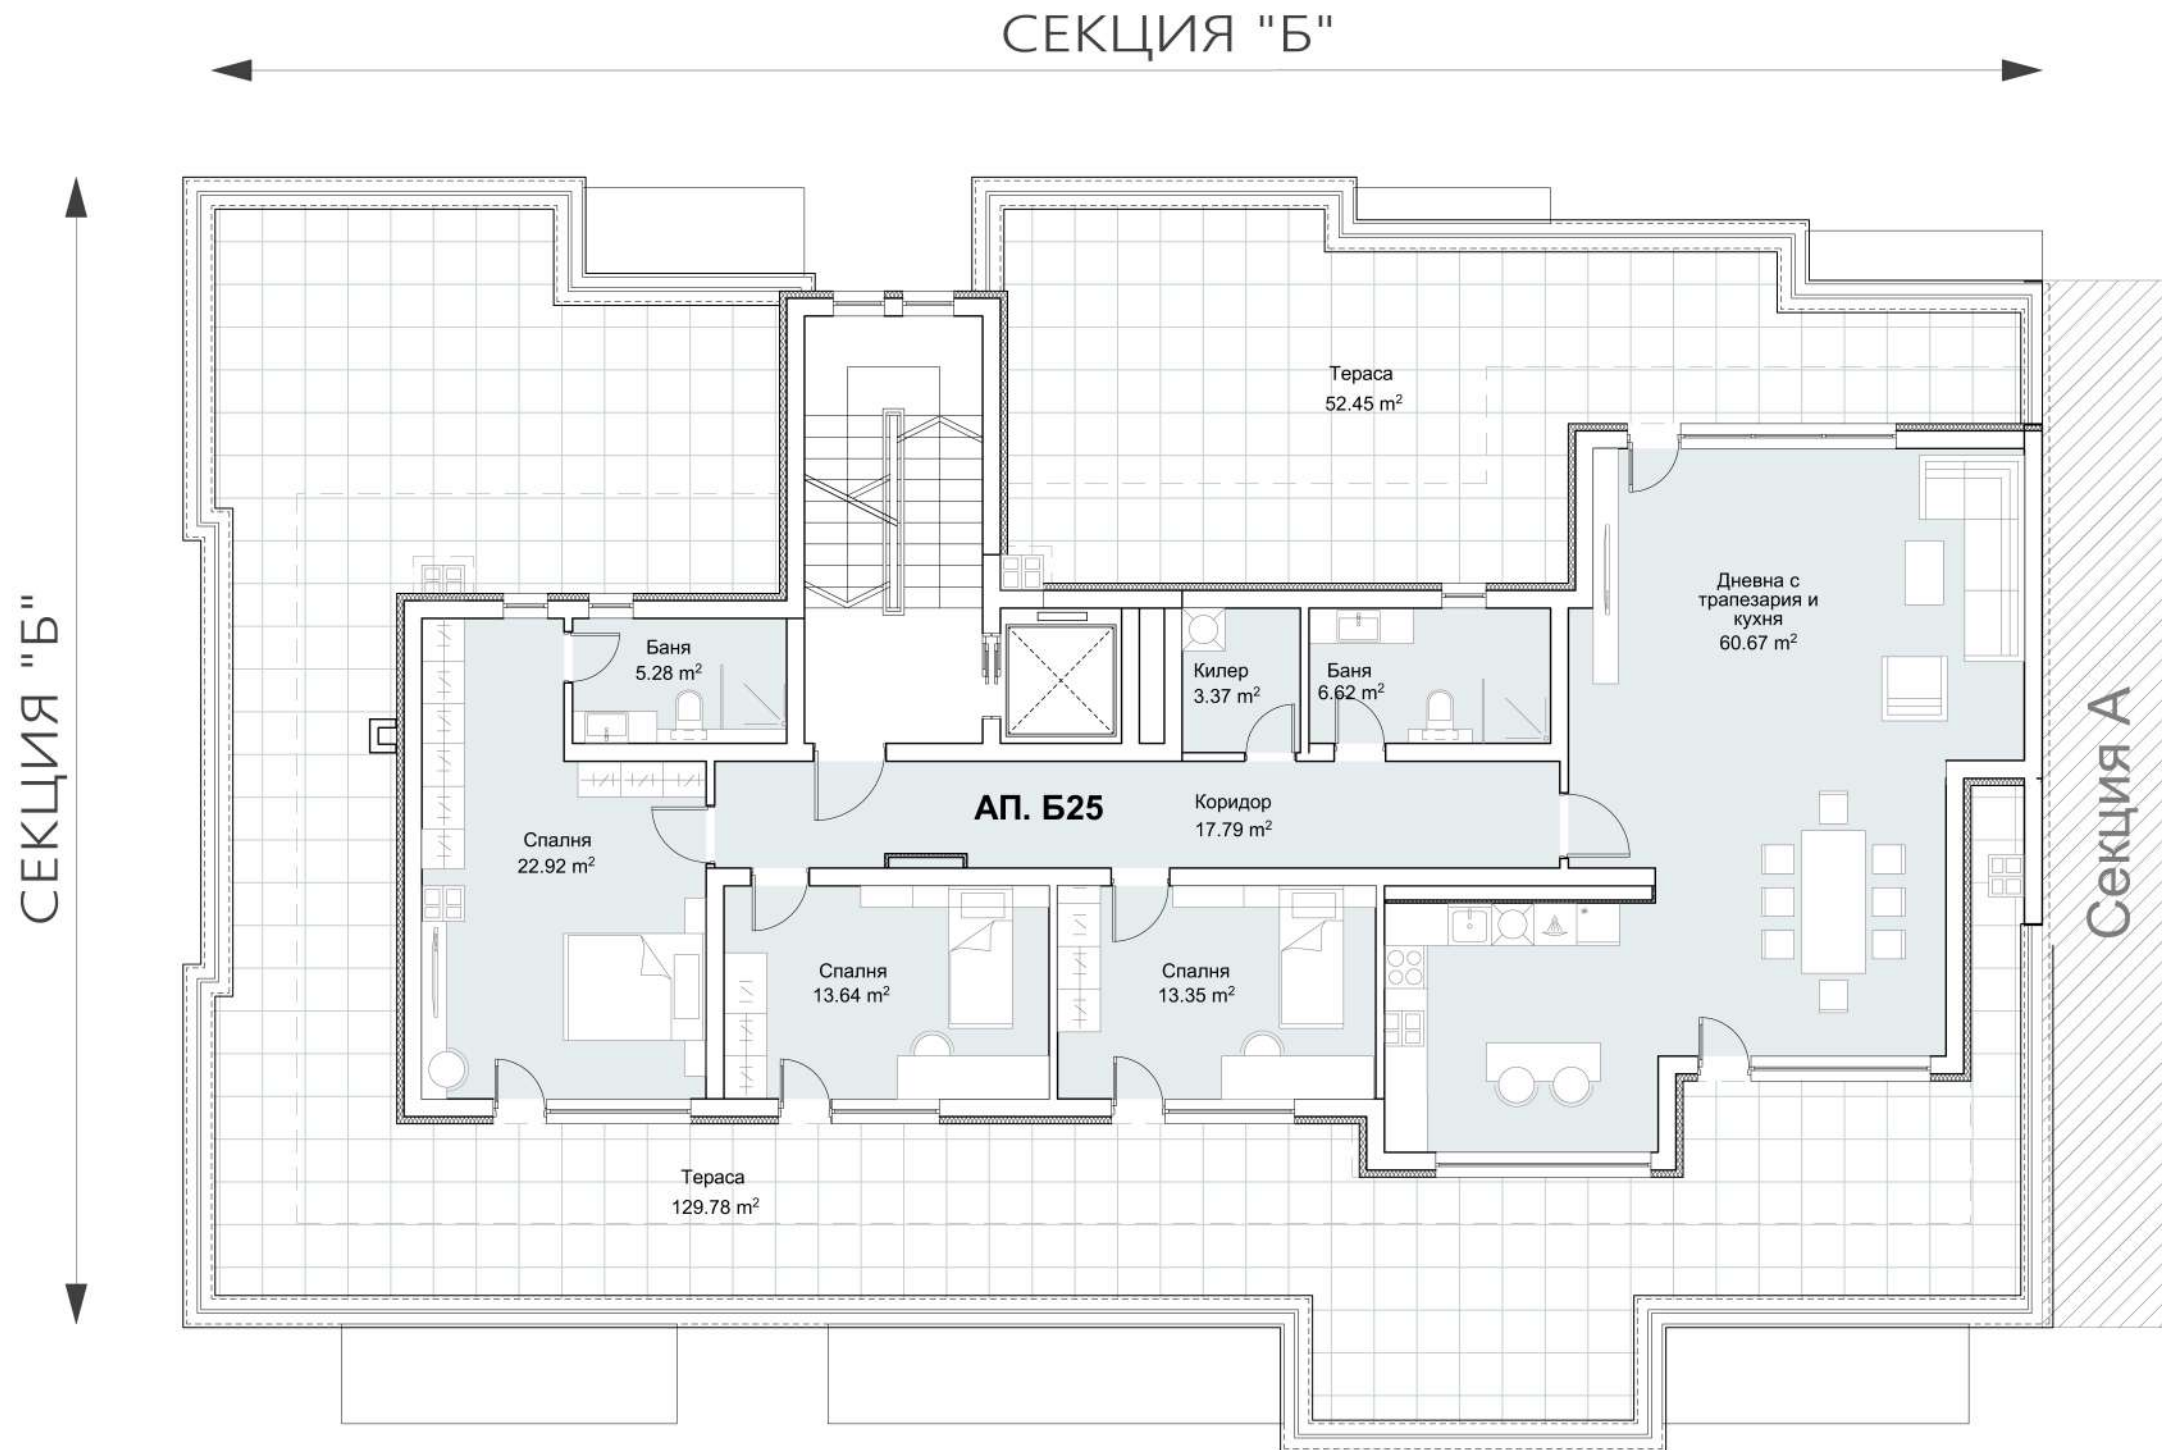 СЕКЦИЯ "Б"
СЕКЦИЯ "Б"
Тераса
52.45 m²
Дневна с
трапезария и
кухня
60.67 m²
Баня
5.28 m²
Килер
3.37 m²
Баня
6.62 m²
АП. Б25
Коридор
17.79 m²
Секция А
Спалня
22.92 m²
Спалня
13.64 m²
Спалня
13.35 m²
Тераса
129.78 m²